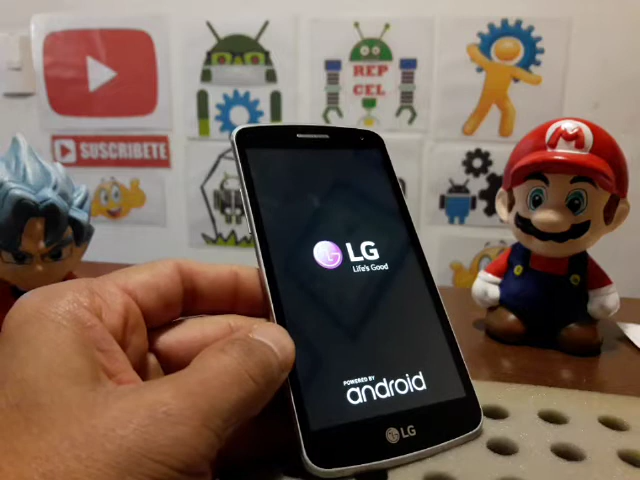 REP
CEL
SUSCRIBETE
M
LG
Life's Good
POWERED BY
android
LG